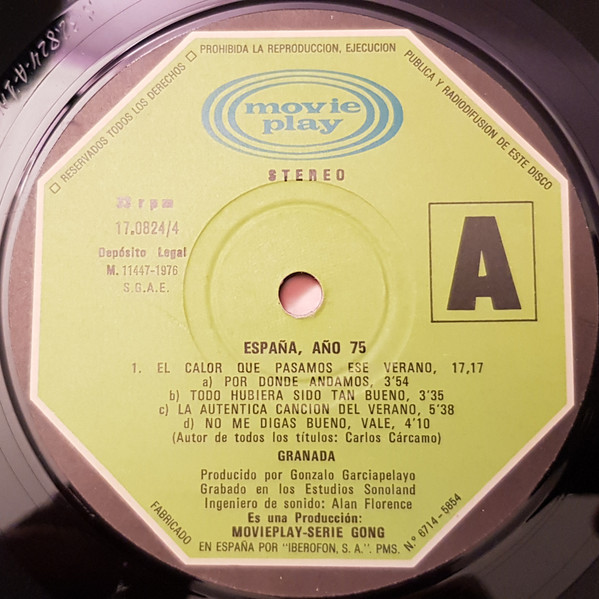 PROHIBIDA LA REPRODUCCION, EJECUCION
PUBLICA Y RADIODIFUSION DE ESTE DISCO
RESERVADOS TODOS LOS DERECHOS
movie
play
STEREO
33 rpm
17.0824/4
Depósito Legal
M. 11447-1976
S.G.A.E.
A
ESPAÑA, AÑO 75
1. EL CALOR QUE PASAMOS ESE VERANO, 17,17
a) POR DONDE ANDAMOS, 3'54
b) TODO HUBIERA SIDO TAN BUENO, 3'35
c) LA AUTENTICA CANCION DEL VERANO, 5'38
d) NO ME DIGAS BUENO, VALE, 4'10
(Autor de todos los títulos: Carlos Cárcamo)
GRANADA
Producido por Gonzalo Garciapelayo
Grabado en los Estudios Sonoland
Ingeniero de sonido: Alan Florence
Es una Producción:
MOVIEPLAY-SERIE GONG
FABRICADO
EN ESPAÑA POR "IBEROFON, S. A.". PMS.
N.º 6714 - 5854